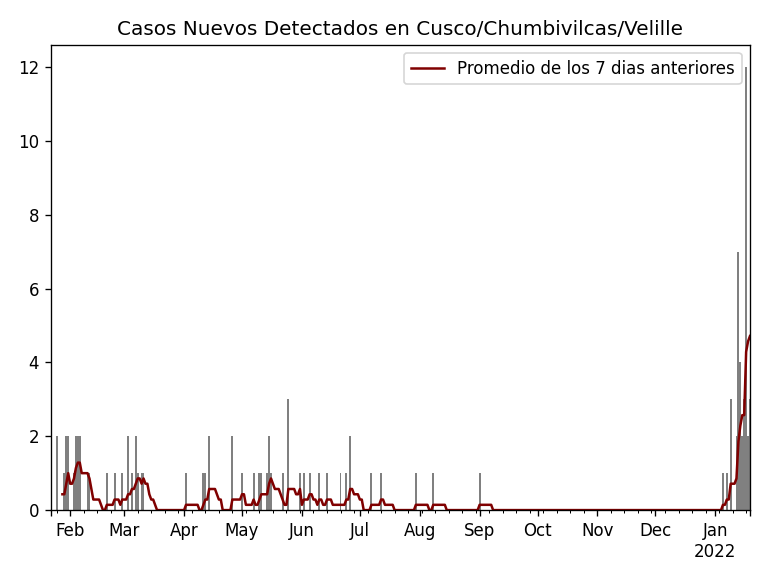 Casos Nuevos Detectados en Cusco/Chumbivilcas/Velille
Promedio de los 7 dias anteriores
12
10
8
6
4
2
0
Feb Mar Apr May Jun Jul Aug Sep Oct Nov Dec Jan
2022